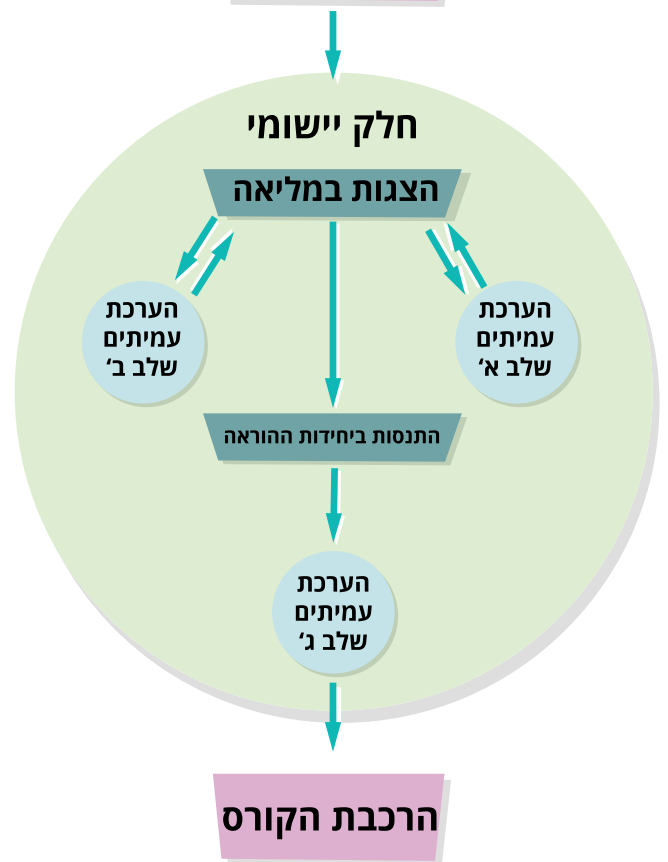 חלק יישומי
הצגות במליאה
הערכת
עמיתים
שלב א׳
הערכת
עמיתים
שלב ב׳
התנסות ביחידות ההוראה
הערכת
עמיתים
שלב ג׳
הרכבת הקורס